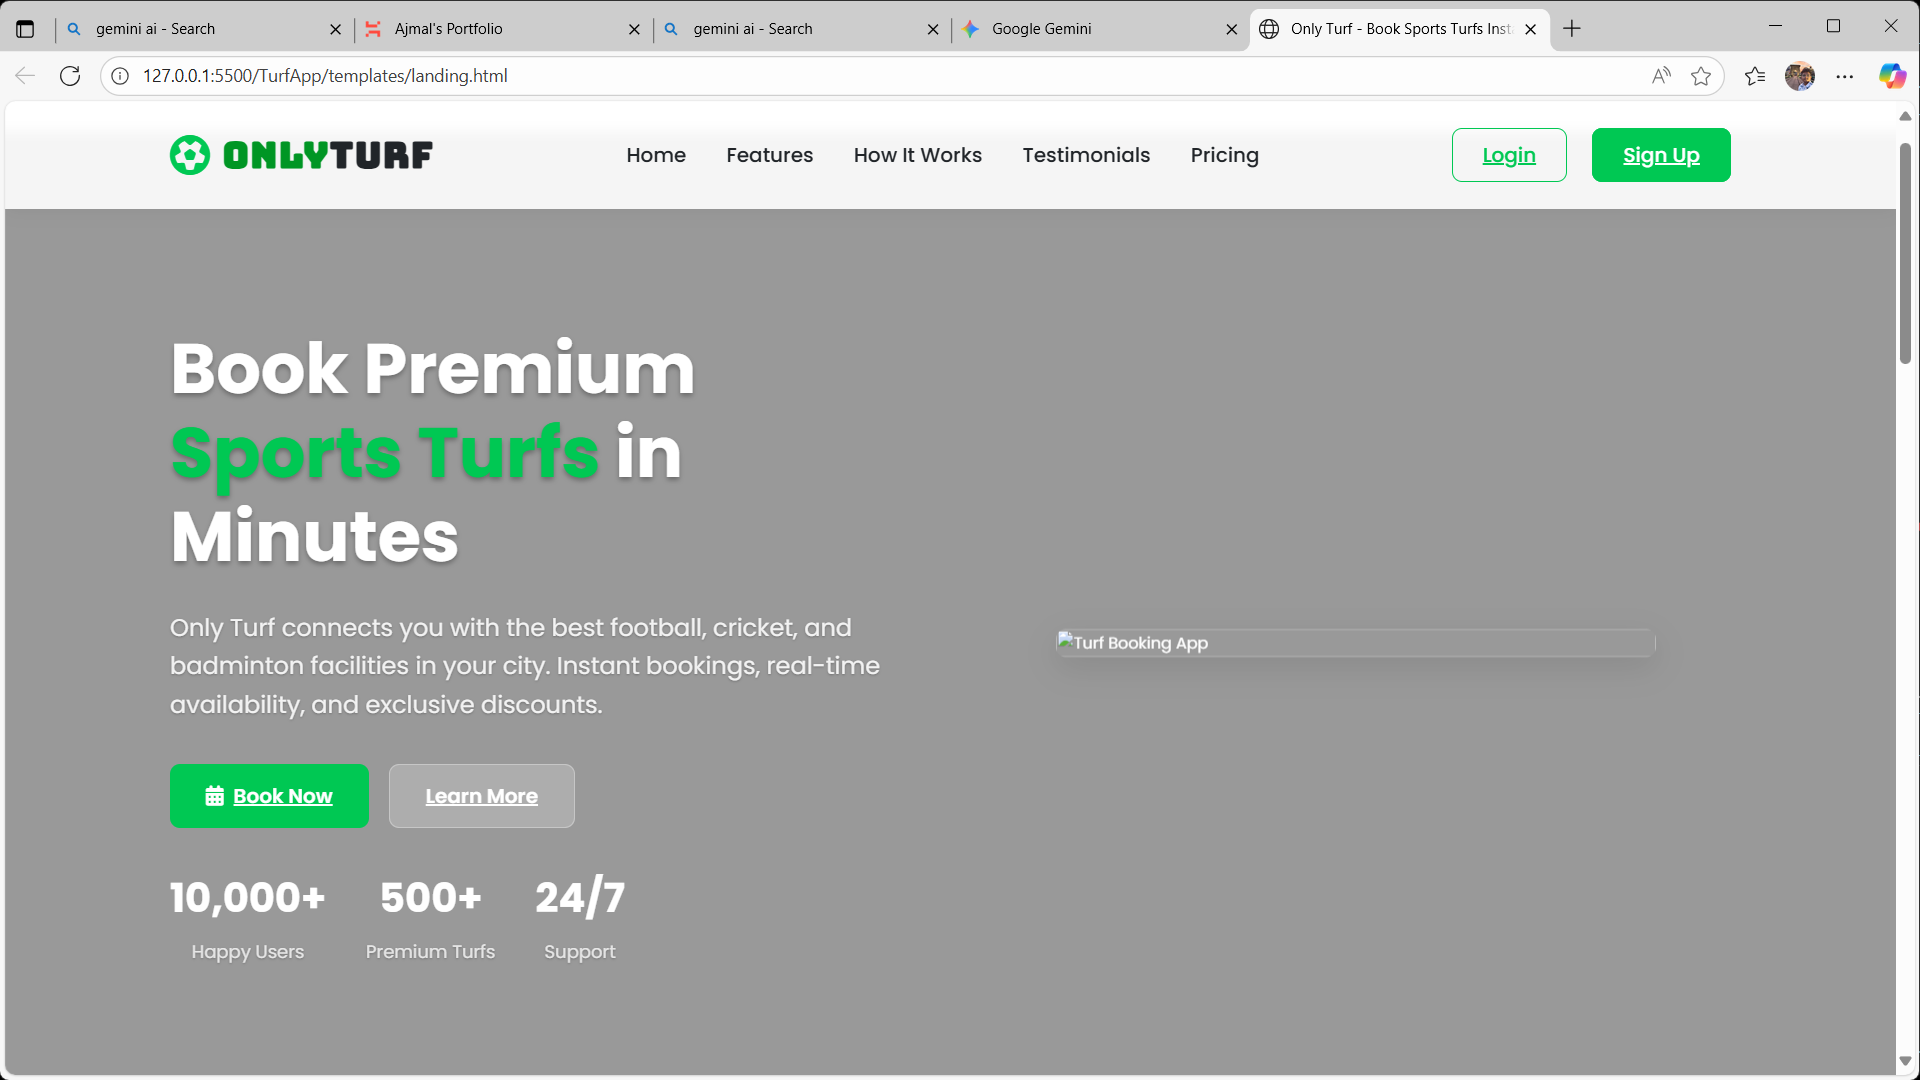 gemini ai - Search
Ajmal's Portfolio
gemini ai - Search
Google Gemini
Only Turf - Book Sports Turfs Inst
127.0.0.1:5500/TurfApp/templates/landing.html
ONLYTURF
Home
Features
How It Works
Testimonials
Pricing
Login
Sign Up
Book Premium
Sports Turfs in
Minutes
Only Turf connects you with the best football, cricket, and
badminton facilities in your city. Instant bookings, real-time
availability, and exclusive discounts.
Turf Booking App
Book Now
Learn More
10,000+
500+
24/7
Happy Users
Premium Turfs
Support